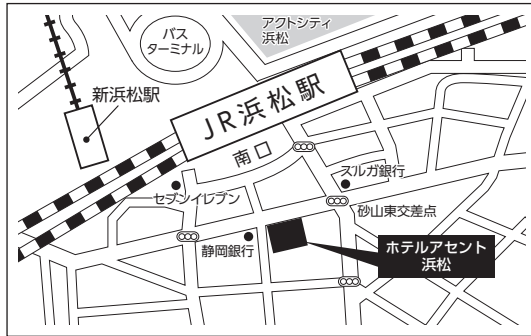 アクトシティ
浜松
バス
ターミナル
新浜松駅
JR浜松駅
南口
スルガ銀行
セブンイレブン
砂山東交差点
静岡銀行
ホテルアセント
浜松